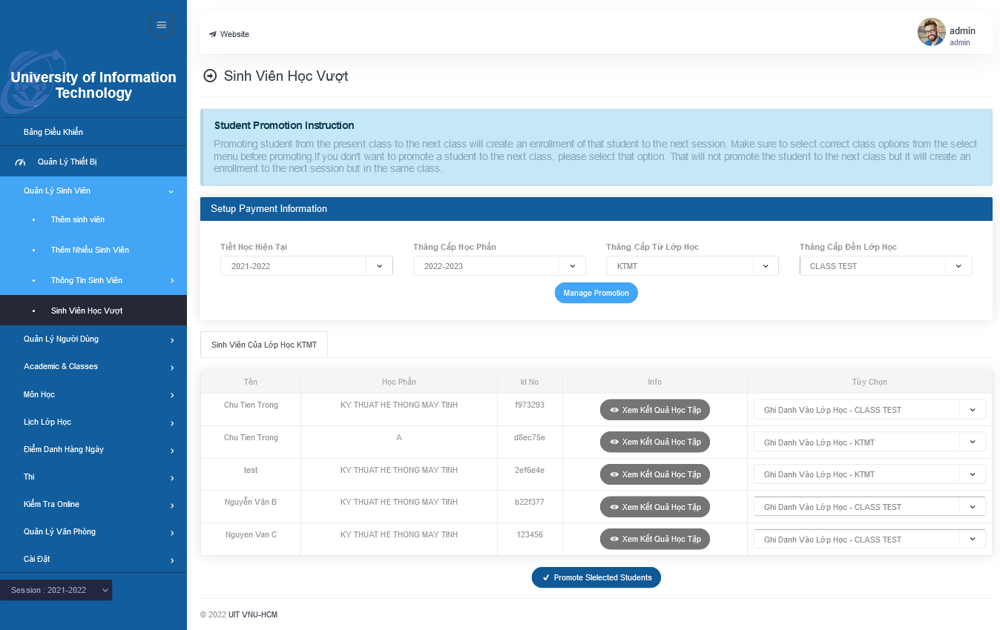 University of Information
Technology
Bảng Điều Khiển
Quản Lý Thiết Bị
Quản Lý Sinh Viên
Thêm sinh viên
Thêm Nhiều Sinh Viên
Thông Tin Sinh Viên
Sinh Viên Học Vượt
Quản Lý Người Dùng
Academic & Classes
Môn Học
Lịch Lớp Học
Điểm Danh Hàng Ngày
Thi
Kiểm Tra Online
Quản Lý Văn Phòng
Cài Đặt
Session : 2021-2022
Website
admin
admin
Sinh Viên Học Vượt
Student Promotion Instruction
Promoting student from the present class to the next class will create an enrollment of that student to the next session. Make sure to select correct class options from the select
menu before promoting.If you don't want to promote a student to the next class, please select that option. That will not promote the student to the next class but it will create an
enrollment to the next session but in the same class.
Setup Payment Information
Tiết Học Hiện Tại Thăng Cấp Học Phần Thăng Cấp Từ Lớp Học Thăng Cấp Đến Lớp Học
2021-2022 2022-2023 KTMT CLASS TEST
Manage Promotion
Sinh Viên Của Lớp Học KTMT
Tên Học Phần Id No Info Tùy Chọn
Chu Tien Trong KY THUAT HE THONG MAY TINH f973293 Xem Kết Quả Học Tập Ghi Danh Vào Lớp Học - CLASS TEST
Chu Tien Trong A d8ec75e Xem Kết Quả Học Tập Ghi Danh Vào Lớp Học - KTMT
test KY THUAT HE THONG MAY TINH 2ef6e4e Xem Kết Quả Học Tập Ghi Danh Vào Lớp Học - KTMT
Nguyễn Văn B KY THUAT HE THONG MAY TINH b22f377 Xem Kết Quả Học Tập Ghi Danh Vào Lớp Học - CLASS TEST
Nguyen Van C KY THUAT HE THONG MAY TINH 123456 Xem Kết Quả Học Tập Ghi Danh Vào Lớp Học - CLASS TEST
Promote Slelected Students
© 2022 UIT VNU-HCM